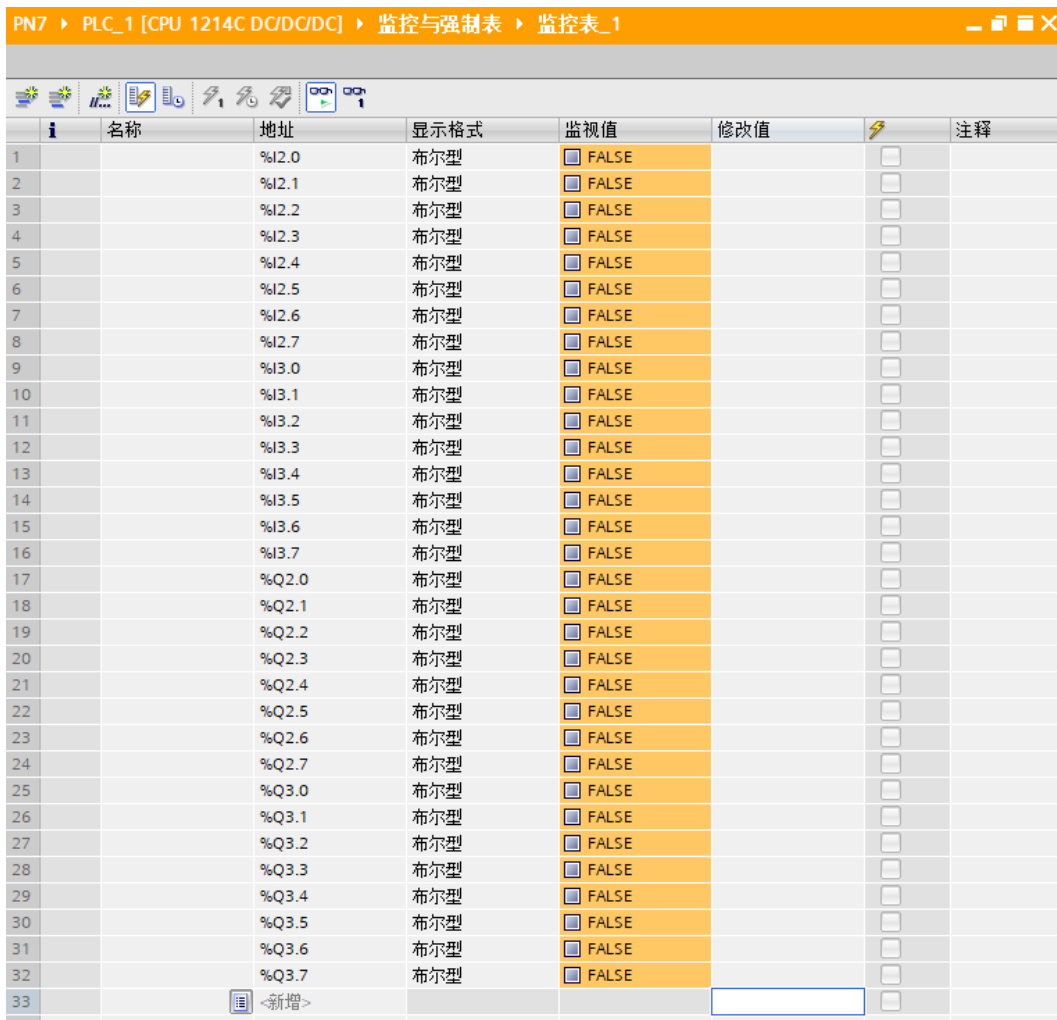 PN7 ▸ PLC_1 [CPU 1214C DC/DC/DC] ▸ 监控与强制表 ▸ 监控表_1
i 名称 地址 显示格式 监视值 修改值 注释
1 %I2.0 布尔型 FALSE
2 %I2.1 布尔型 FALSE
3 %I2.2 布尔型 FALSE
4 %I2.3 布尔型 FALSE
5 %I2.4 布尔型 FALSE
6 %I2.5 布尔型 FALSE
7 %I2.6 布尔型 FALSE
8 %I2.7 布尔型 FALSE
9 %I3.0 布尔型 FALSE
10 %I3.1 布尔型 FALSE
11 %I3.2 布尔型 FALSE
12 %I3.3 布尔型 FALSE
13 %I3.4 布尔型 FALSE
14 %I3.5 布尔型 FALSE
15 %I3.6 布尔型 FALSE
16 %I3.7 布尔型 FALSE
17 %Q2.0 布尔型 FALSE
18 %Q2.1 布尔型 FALSE
19 %Q2.2 布尔型 FALSE
20 %Q2.3 布尔型 FALSE
21 %Q2.4 布尔型 FALSE
22 %Q2.5 布尔型 FALSE
23 %Q2.6 布尔型 FALSE
24 %Q2.7 布尔型 FALSE
25 %Q3.0 布尔型 FALSE
26 %Q3.1 布尔型 FALSE
27 %Q3.2 布尔型 FALSE
28 %Q3.3 布尔型 FALSE
29 %Q3.4 布尔型 FALSE
30 %Q3.5 布尔型 FALSE
31 %Q3.6 布尔型 FALSE
32 %Q3.7 布尔型 FALSE
33 <新增>